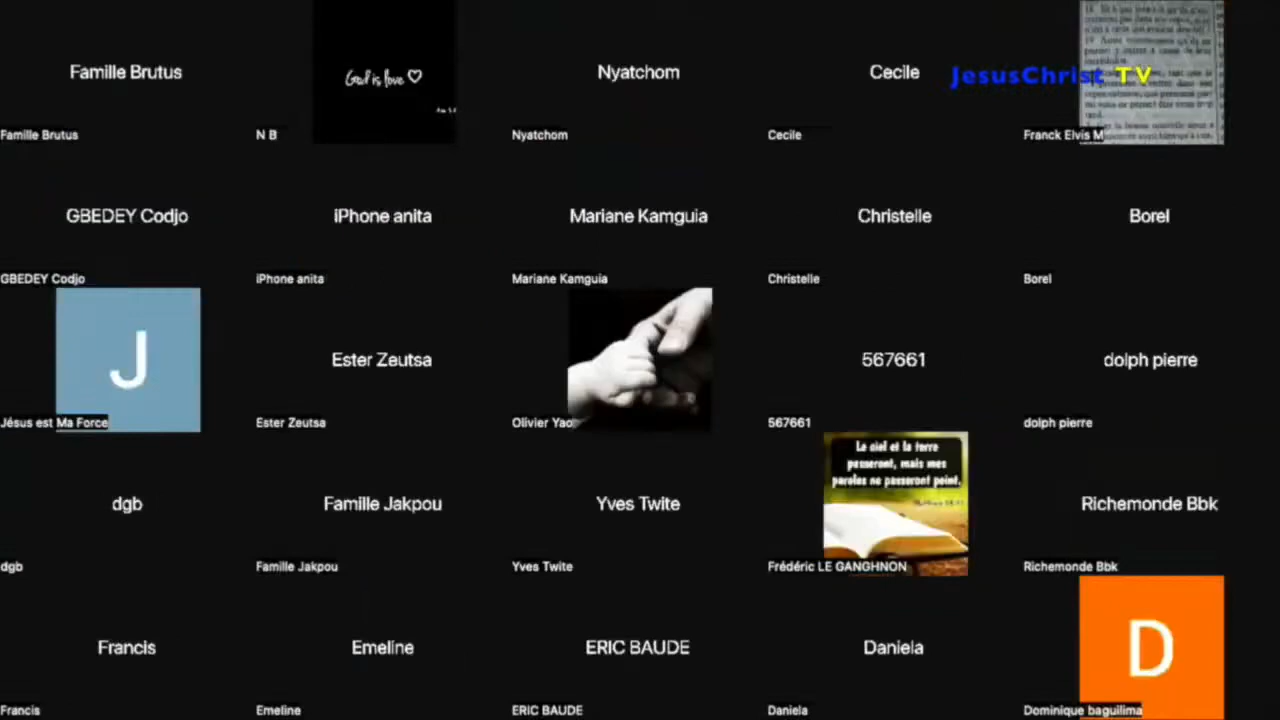 Famille Brutus
God is love ♡
Nyatchom
Cecile
JesusChrist TV
Famille Brutus
N B
Nyatchom
Cecile
Franck Elvis M
GBEDEY Codjo
iPhone anita
Mariane Kamguia
Christelle
Borel
GBEDEY Codjo
iPhone anita
Mariane Kamguia
Christelle
Borel
J
Ester Zeutsa
567661
dolph pierre
Jésus est Ma Force
Ester Zeutsa
Olivier Yao
567661
dolph pierre
Le ciel et la terre
passeront, mais mes
paroles ne passeront point.
dgb
Famille Jakpou
Yves Twite
Richemonde Bbk
dgb
Famille Jakpou
Yves Twite
Frédéric LE GANGHNON
Richemonde Bbk
Francis
Emeline
ERIC BAUDE
Daniela
D
Francis
Emeline
ERIC BAUDE
Daniela
Dominique baguilima